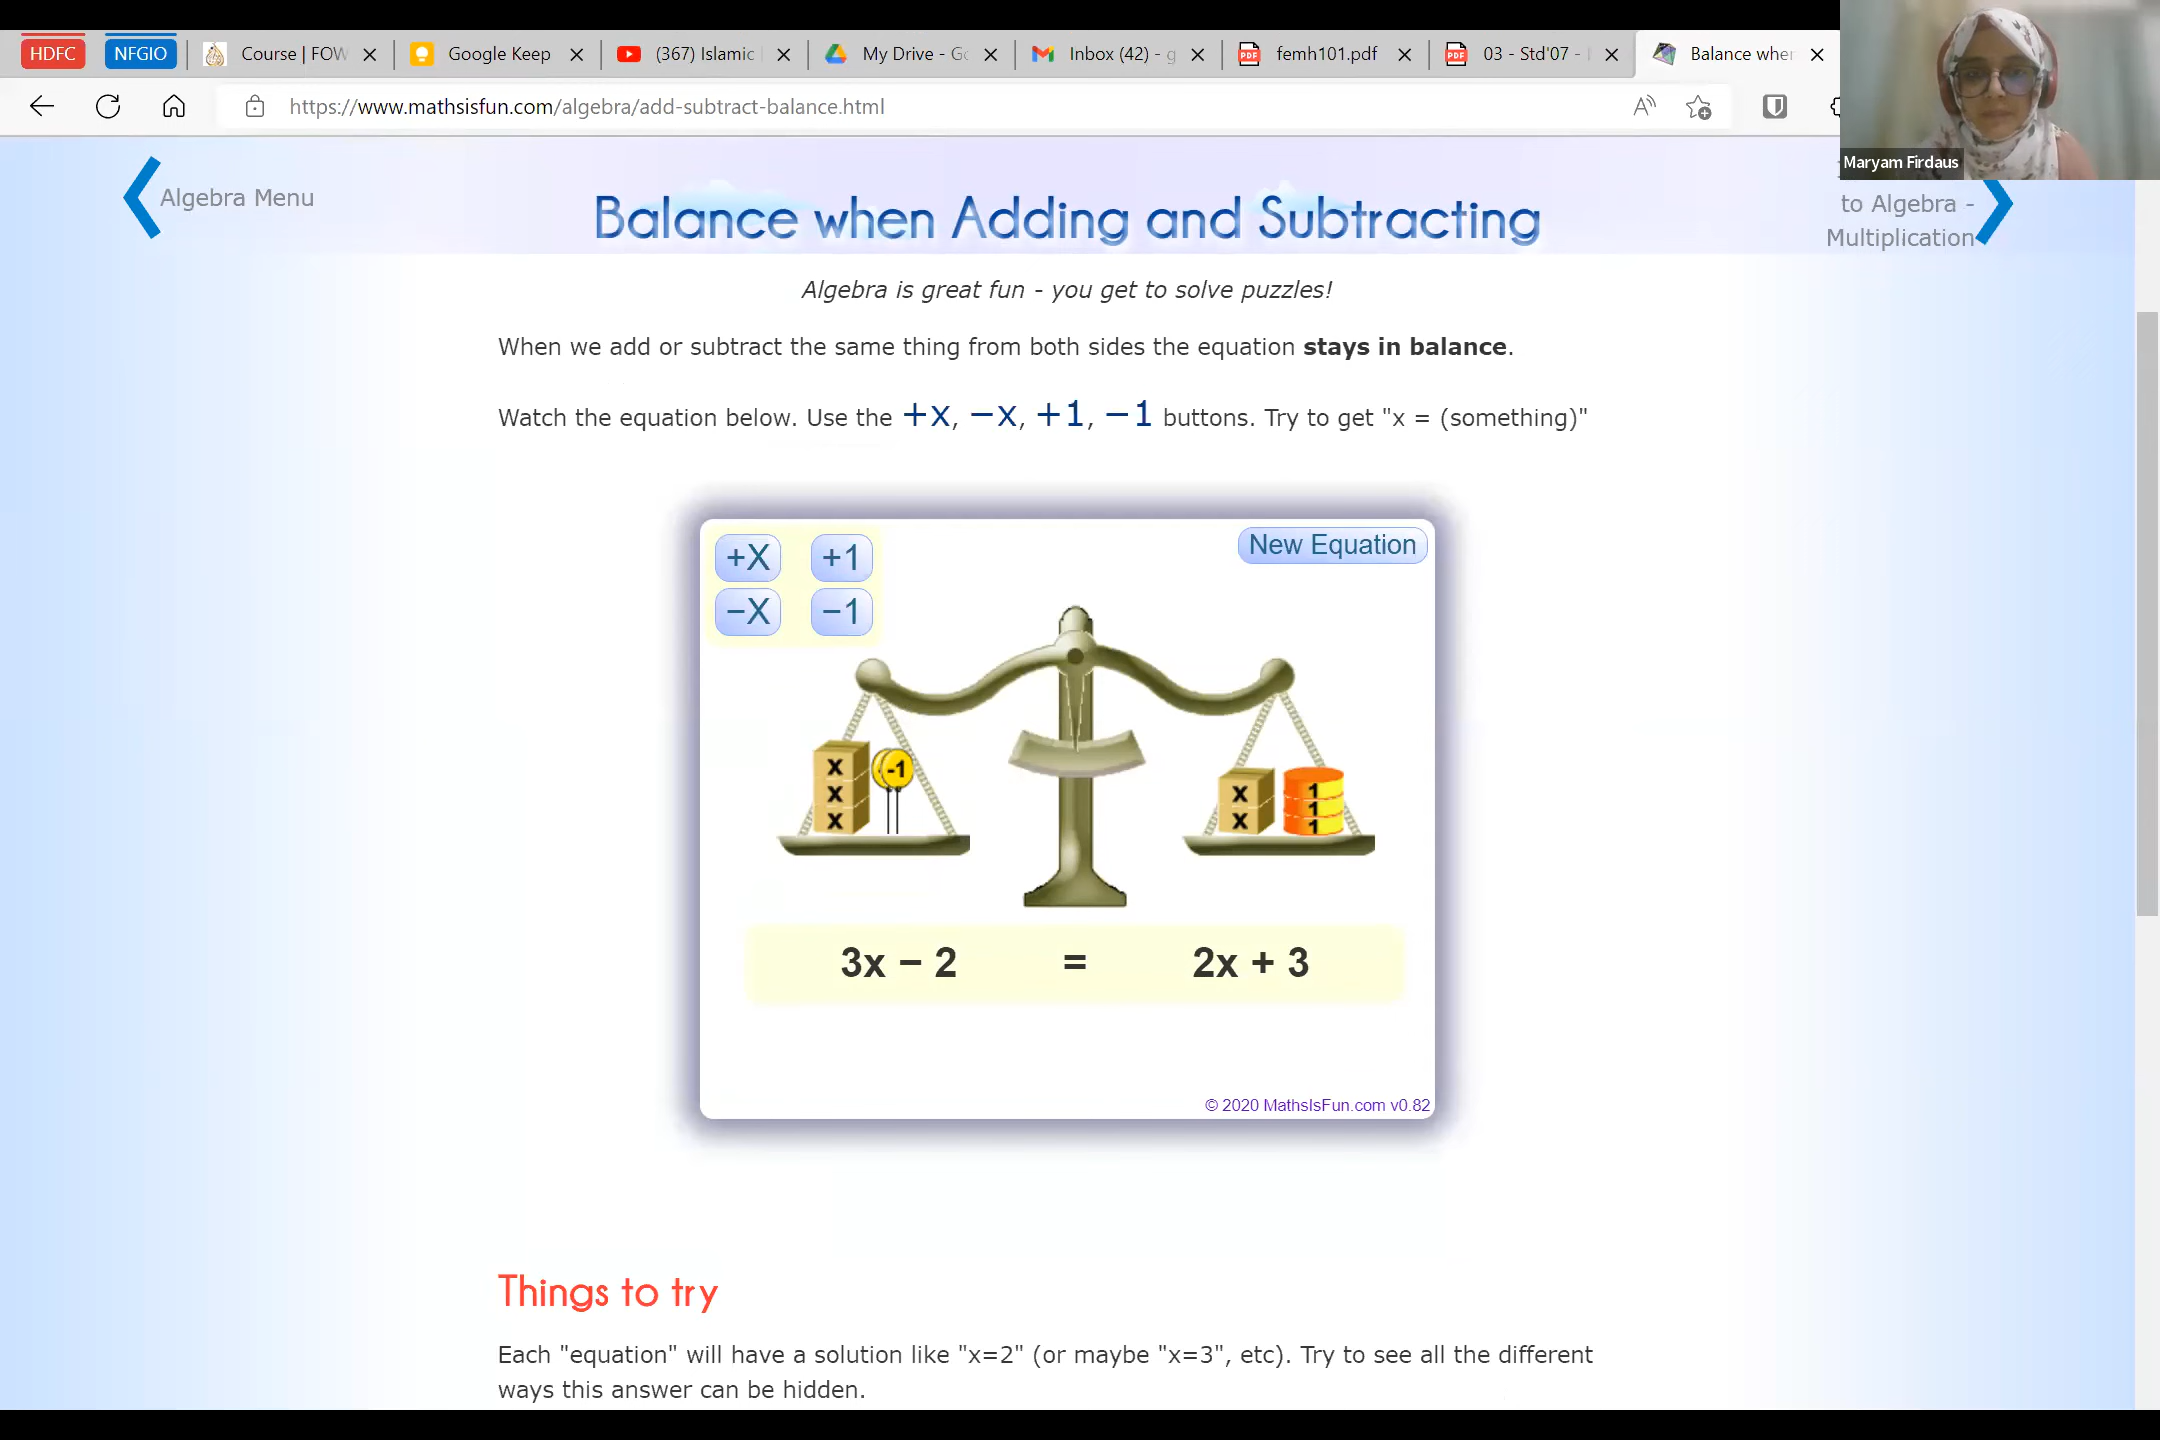 HDFC NFGIO Course | FOW Google Keep (367) Islamic My Drive - Go Inbox (42) - g femh101.pdf 03 - Std'07 - Balance when
https://www.mathsisfun.com/algebra/add-subtract-balance.html
Maryam Firdaus
Algebra Menu
Balance when Adding and Subtracting
to Algebra -
Multiplication
Algebra is great fun - you get to solve puzzles!
When we add or subtract the same thing from both sides the equation stays in balance.
Watch the equation below. Use the +x, −x, +1, −1 buttons. Try to get "x = (something)"
+X +1 New Equation
−X −1
X -1
X X 1
X X 1
1
3x − 2 = 2x + 3
© 2020 MathsIsFun.com v0.82
Things to try
Each "equation" will have a solution like "x=2" (or maybe "x=3", etc). Try to see all the different
ways this answer can be hidden.